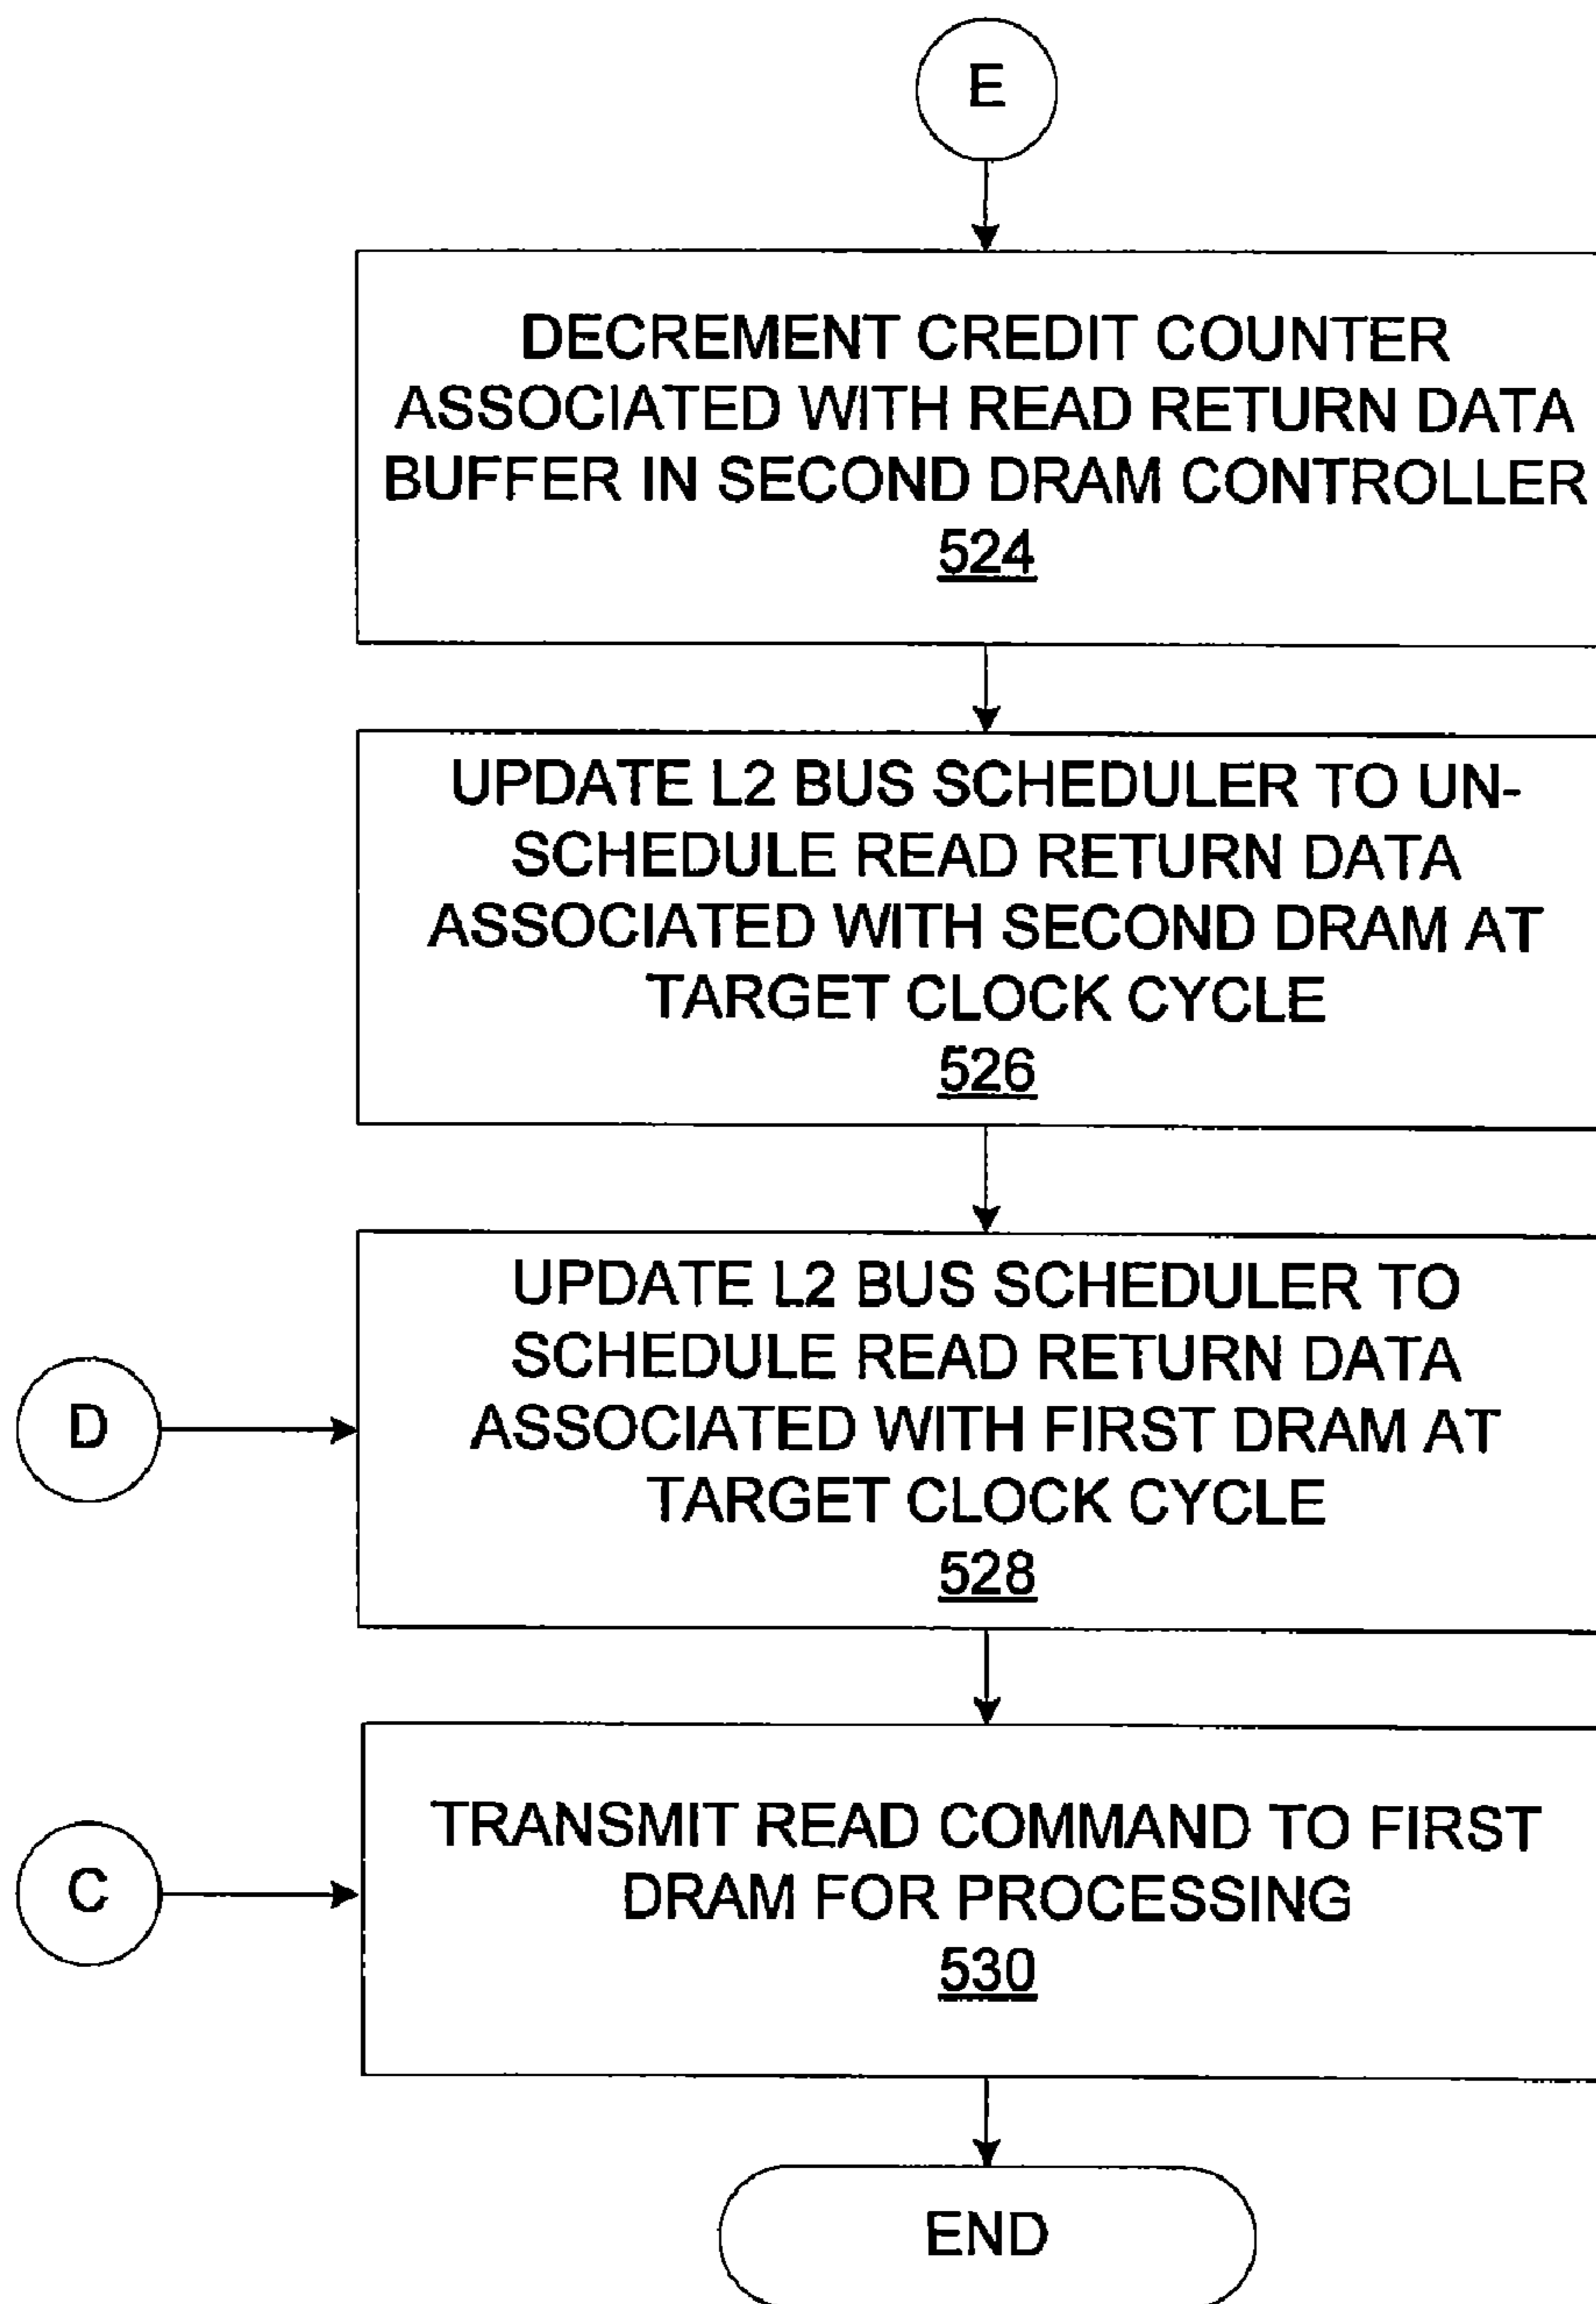 E
DECREMENT CREDIT COUNTER
ASSOCIATED WITH READ RETURN DATA
BUFFER IN SECOND DRAM CONTROLLER
524
UPDATE L2 BUS SCHEDULER TO UN-
SCHEDULE READ RETURN DATA
ASSOCIATED WITH SECOND DRAM AT
TARGET CLOCK CYCLE
526
UPDATE L2 BUS SCHEDULER TO
SCHEDULE READ RETURN DATA
ASSOCIATED WITH FIRST DRAM AT
TARGET CLOCK CYCLE
528
D
TRANSMIT READ COMMAND TO FIRST
DRAM FOR PROCESSING
530
C
END